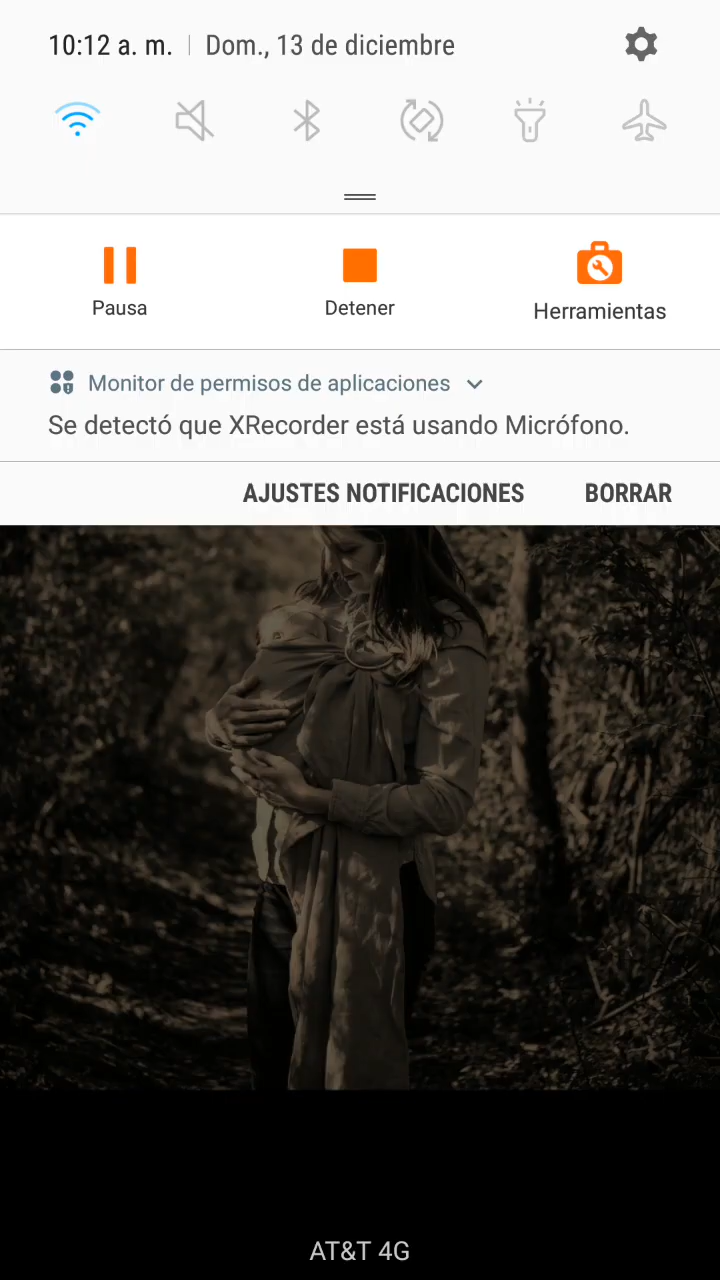 10:12 a. m. | Dom., 13 de diciembre
Pausa
Detener
Herramientas
Monitor de permisos de aplicaciones
Se detectó que XRecorder está usando Micrófono.
AJUSTES NOTIFICACIONES
BORRAR
AT&T 4G